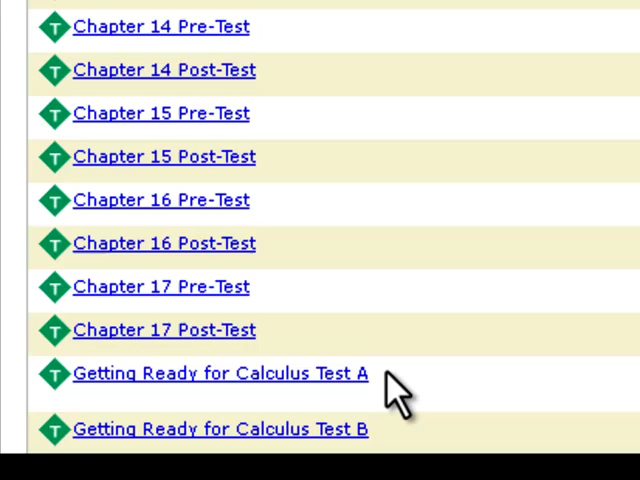 T Chapter 14 Pre-Test
T Chapter 14 Post-Test
T Chapter 15 Pre-Test
T Chapter 15 Post-Test
T Chapter 16 Pre-Test
T Chapter 16 Post-Test
T Chapter 17 Pre-Test
T Chapter 17 Post-Test
T Getting Ready for Calculus Test A
T Getting Ready for Calculus Test B